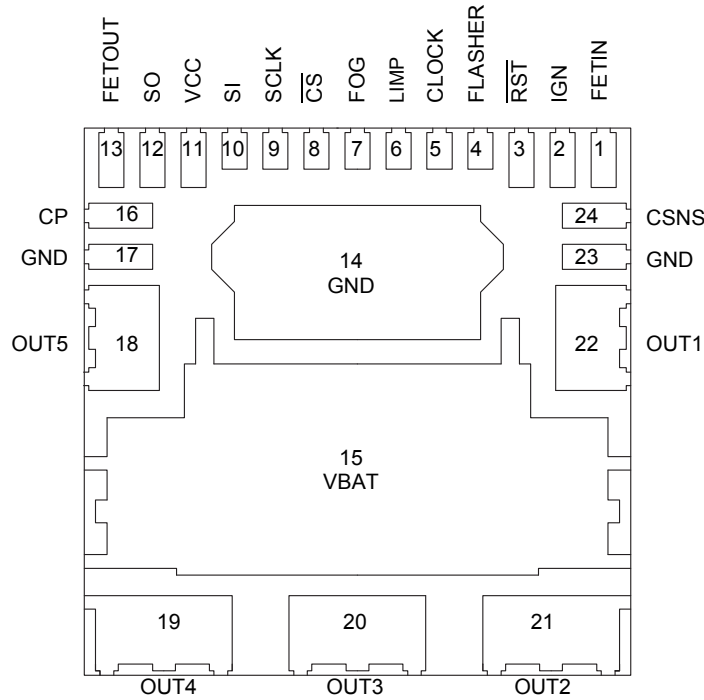 FETOUT
SO
VCC
SI
SCLK
C̅S̅
FOG
LIMP
CLOCK
FLASHER
R̅S̅T̅
IGN
FETIN
13
12
11
10
9
8
7
6
5
4
3
2
1
CP
16
24
CSNS
GND
17
14
GND
23
GND
OUT5
18
22
OUT1
15
VBAT
19
20
21
OUT4
OUT3
OUT2